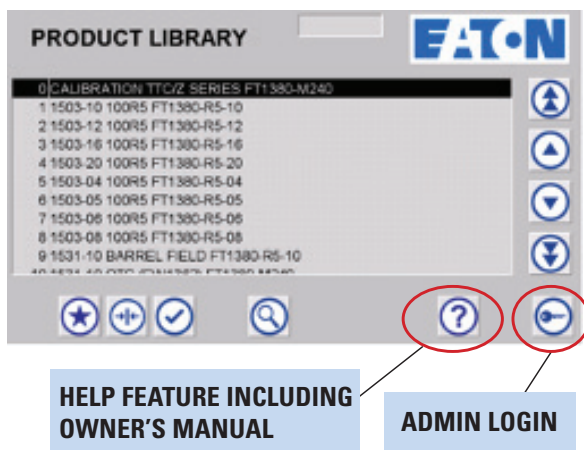 PRODUCT LIBRARY
EATON
0 CALIBRATION TTC/Z SERIES FT1380-M240
1 1503-10 100R5 FT1380-R5-10
2 1503-12 100R5 FT1380-R5-12
3 1503-16 100R5 FT1380-R5-16
4 1503-20 100R5 FT1380-R5-20
5 1503-04 100R5 FT1380-R5-04
6 1503-05 100R5 FT1380-R5-05
7 1503-06 100R5 FT1380-R5-06
8 1503-08 100R5 FT1380-R5-08
9 1531-10 BARREL FIELD FT1380-R5-10
?
HELP FEATURE INCLUDING
OWNER'S MANUAL
ADMIN LOGIN